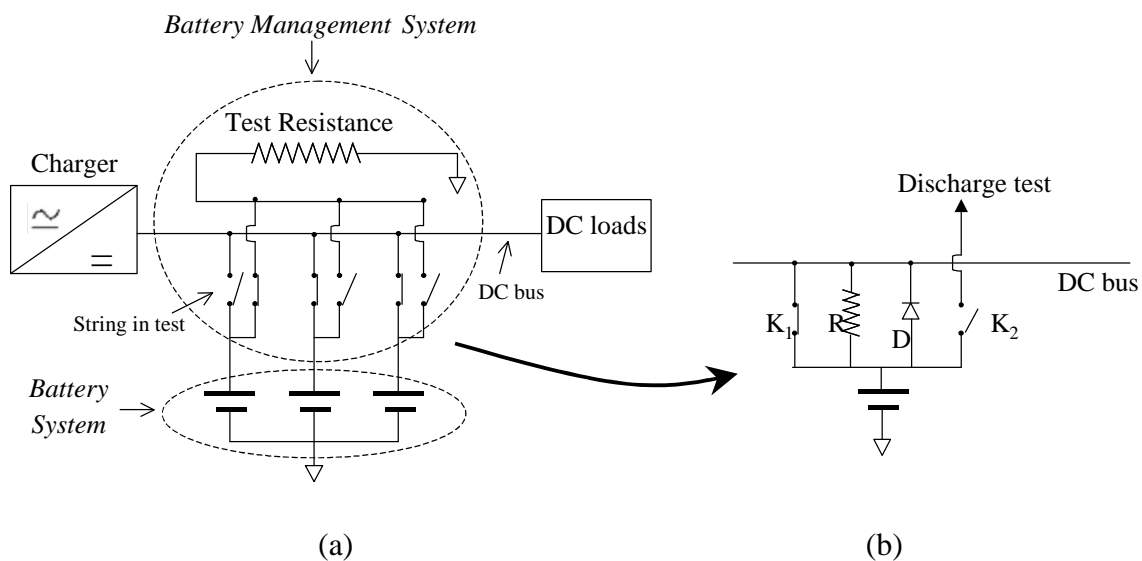 Battery Management System
Test Resistance
Charger
DC loads
DC bus
String in test
Battery
System
(a)
Discharge test
DC bus
K1
R
D
K2
(b)